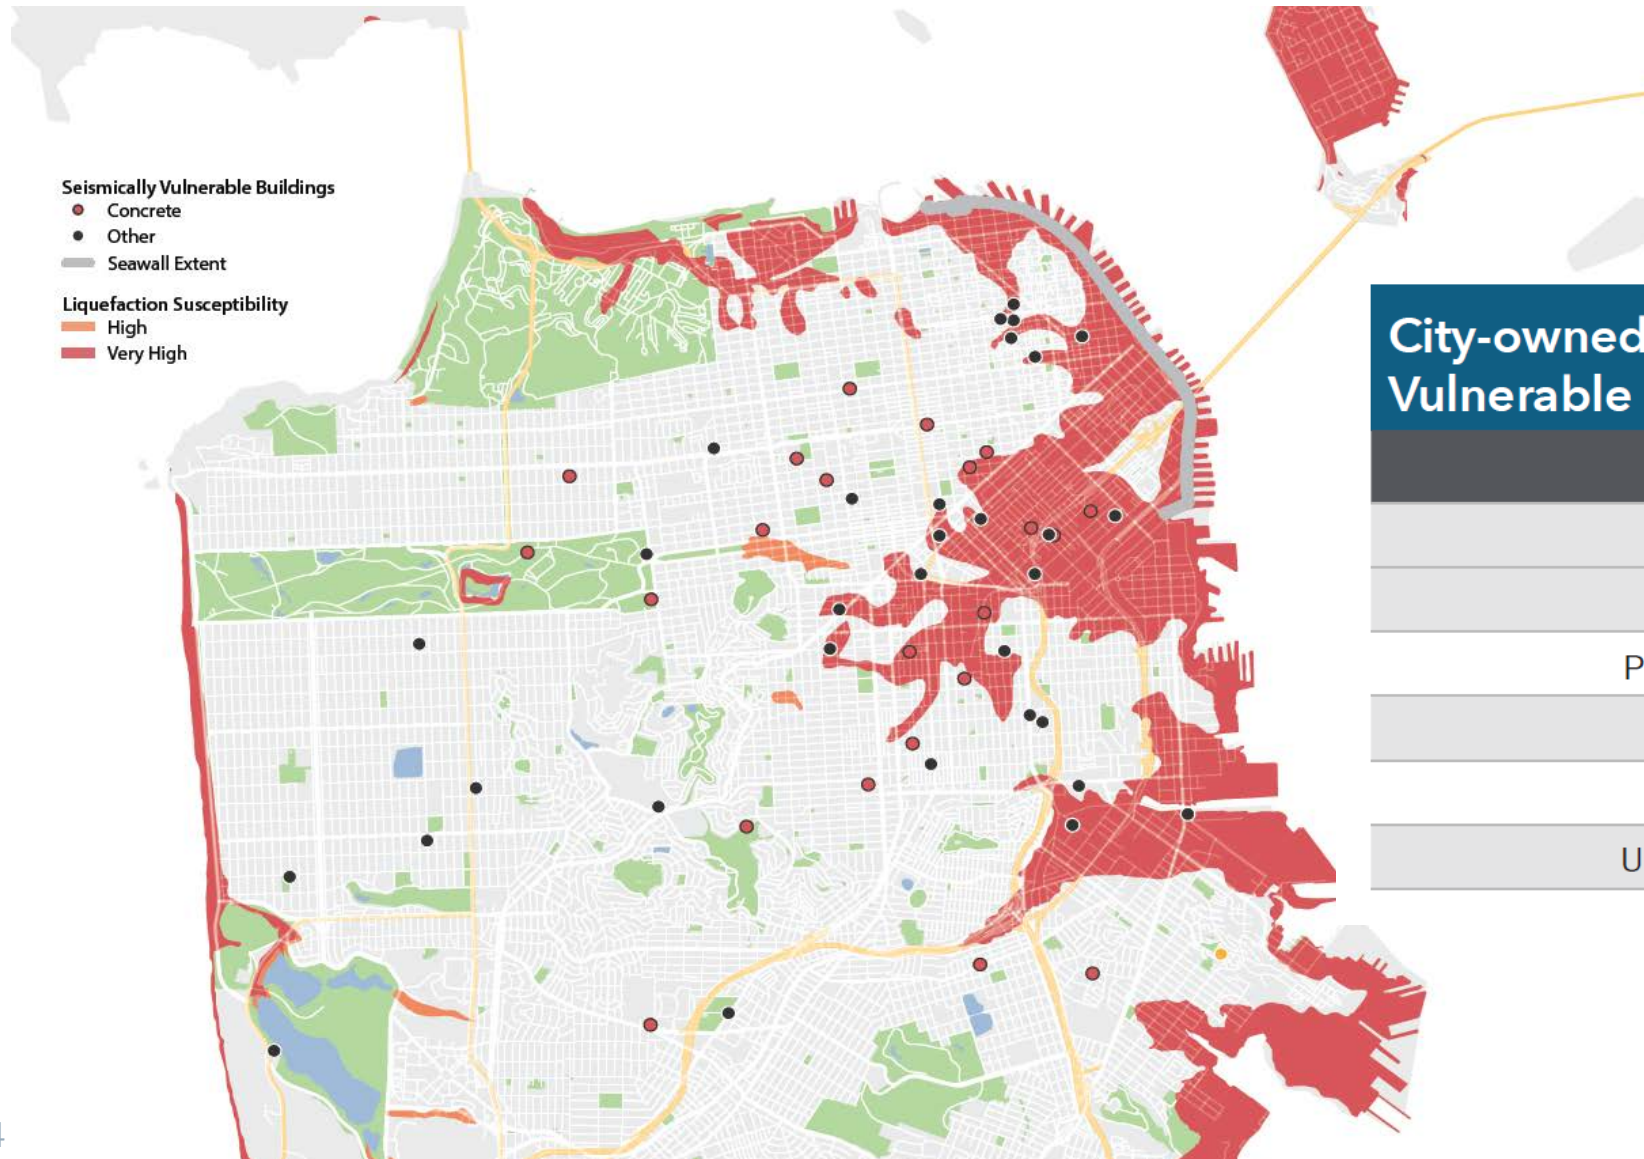 Seismically Vulnerable Buildings
Concrete
Other
Seawall Extent
Liquefaction Susceptibility
High
Very High
City-owned
Vulnerable
P
U